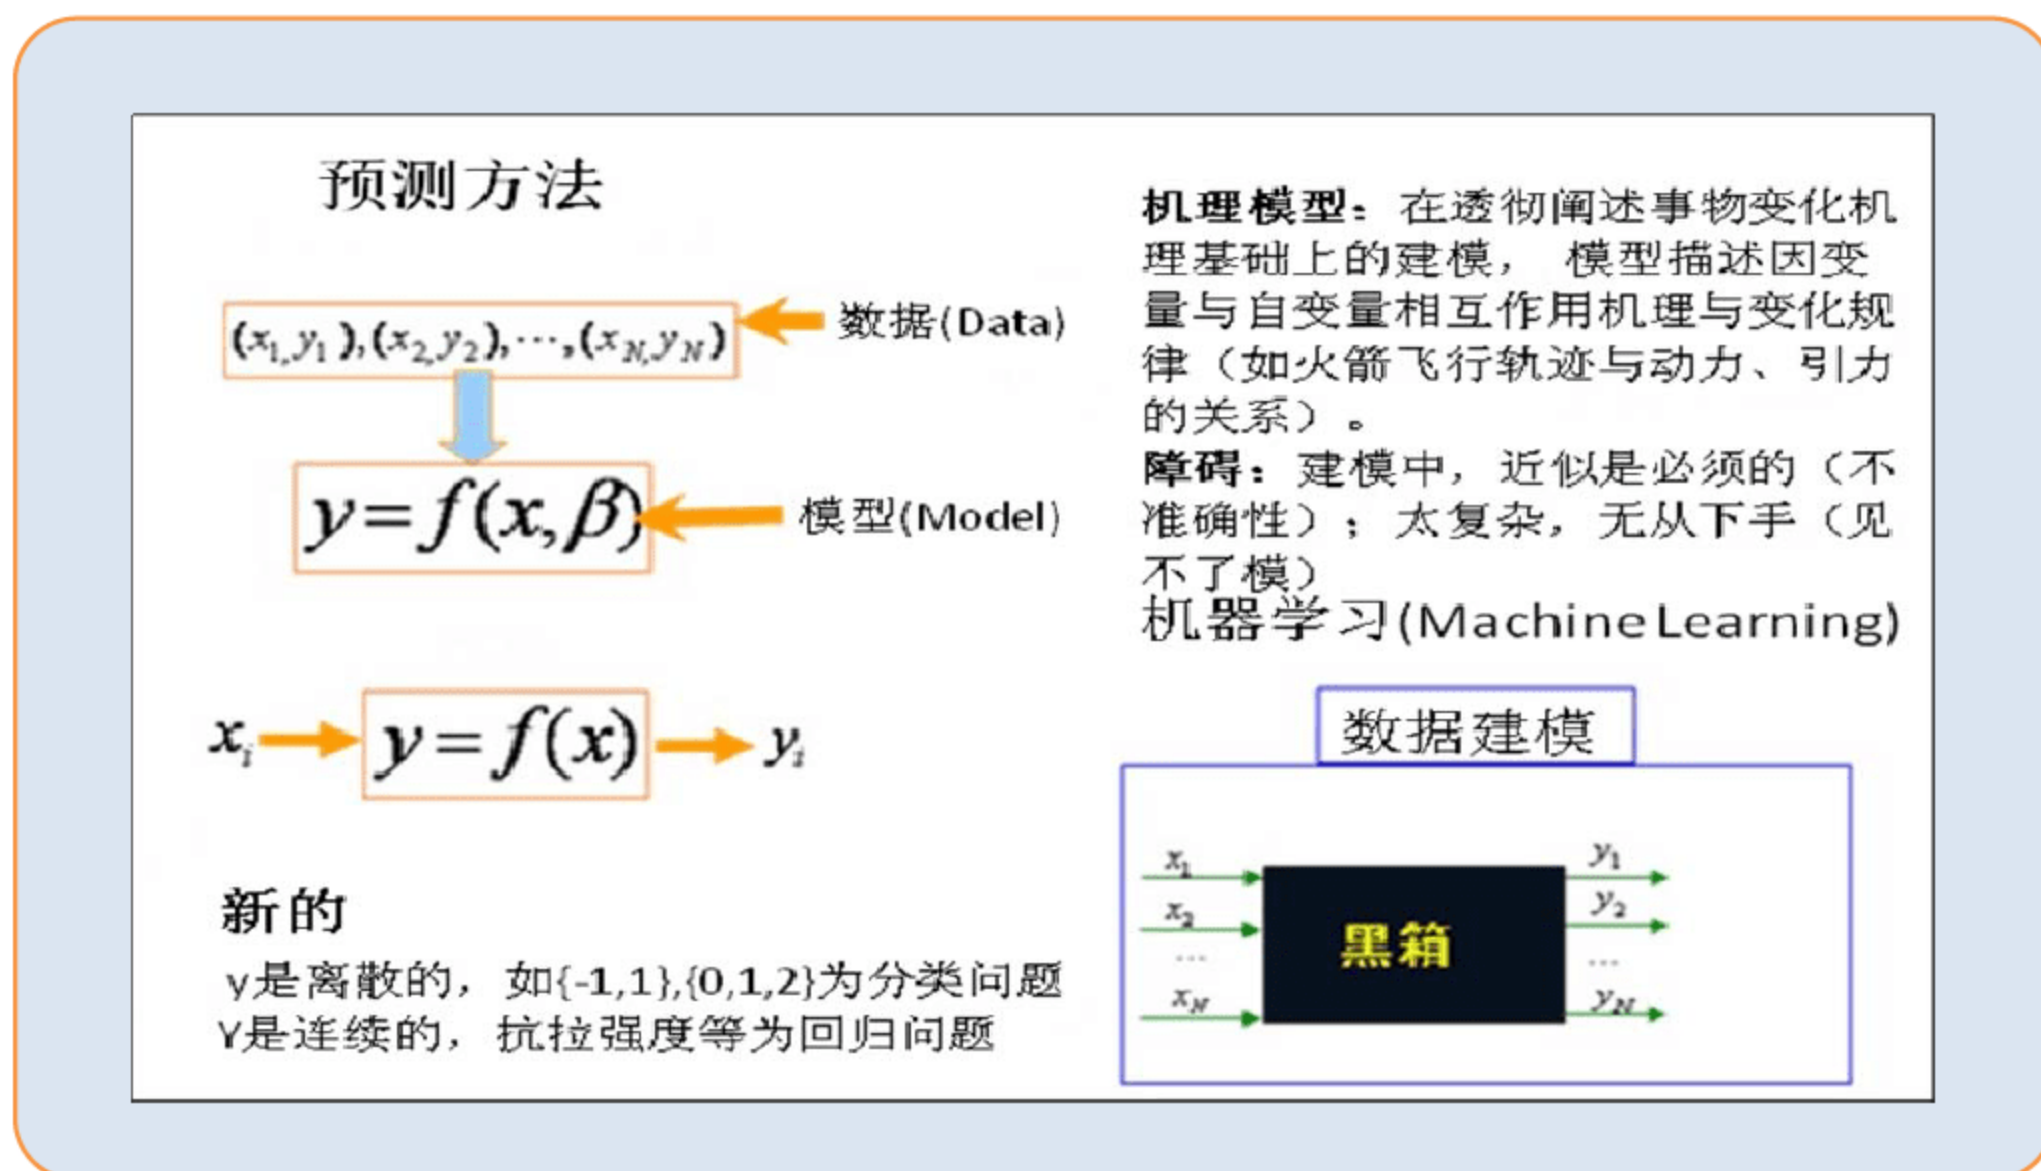 预测方法
(x₁,y₁),(x₂,y₂),…,(x_N,y_N)
数据(Data)
y=f(x,β)
模型(Model)
x_i
y=f(x)
y_i
新的
y是离散的，如{-1,1},{0,1,2}为分类问题
Y是连续的，抗拉强度等为回归问题
机理模型：在透彻阐述事物变化机
理基础上的建模， 模型描述因变
量与自变量相互作用机理与变化规
律（如火箭飞行轨迹与动力、引力
的关系）。
障碍：建模中，近似是必须的（不
准确性）；太复杂，无从下手（见
不了模）
机器学习(Machine Learning)
数据建模
x₁
x₂
…
x_N
黑箱
y₁
y₂
…
y_N